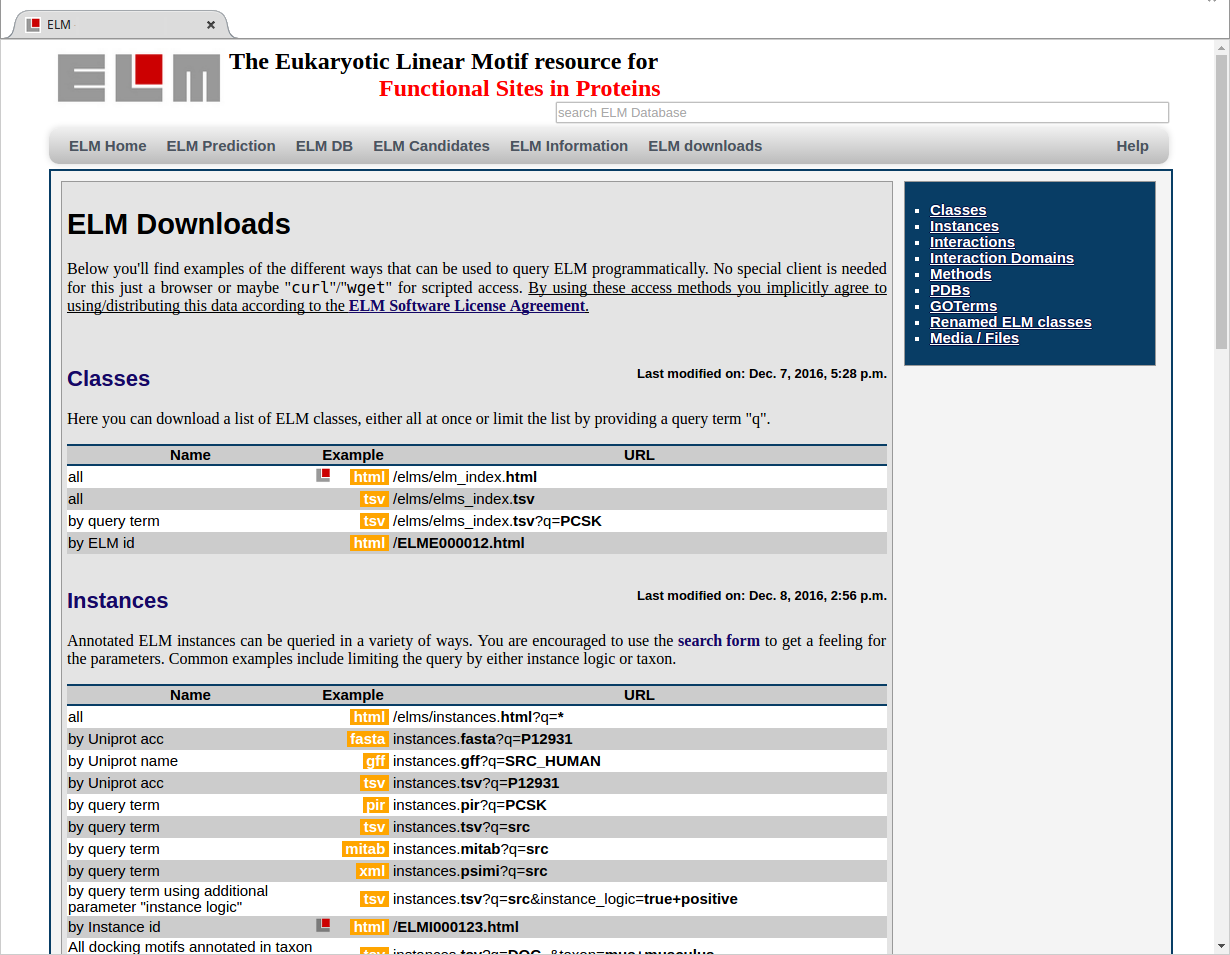 ELM
ELM
The Eukaryotic Linear Motif resource for
Functional Sites in Proteins
search ELM Database
ELM Home ELM Prediction ELM DB ELM Candidates ELM Information ELM downloads Help
ELM Downloads
Below you'll find examples of the different ways that can be used to query ELM programmatically. No special client is needed
for this just a browser or maybe "curl"/"wget" for scripted access. By using these access methods you implicitly agree to
using/distributing this data according to the ELM Software License Agreement.
Classes
Last modified on: Dec. 7, 2016, 5:28 p.m.
Here you can download a list of ELM classes, either all at once or limit the list by providing a query term "q".
Name Example URL
all html /elms/elm_index.html
all tsv /elms/elms_index.tsv
by query term tsv /elms/elms_index.tsv?q=PCSK
by ELM id html /ELME000012.html
Instances
Last modified on: Dec. 8, 2016, 2:56 p.m.
Annotated ELM instances can be queried in a variety of ways. You are encouraged to use the search form to get a feeling for
the parameters. Common examples include limiting the query by either instance logic or taxon.
Name Example URL
all html /elms/instances.html?q=*
by Uniprot acc fasta instances.fasta?q=P12931
by Uniprot name gff instances.gff?q=SRC_HUMAN
by Uniprot acc tsv instances.tsv?q=P12931
by query term pir instances.pir?q=PCSK
by query term tsv instances.tsv?q=src
by query term mitab instances.mitab?q=src
by query term xml instances.psimi?q=src
by query term using additional
parameter "instance logic" tsv instances.tsv?q=src&instance_logic=true+positive
by Instance id html /ELMI000123.html
All docking motifs annotated in taxon tsv instances.tsv?q=DOC_&taxon=mus+musculus
Classes
Instances
Interactions
Interaction Domains
Methods
PDBs
GOTerms
Renamed ELM classes
Media / Files